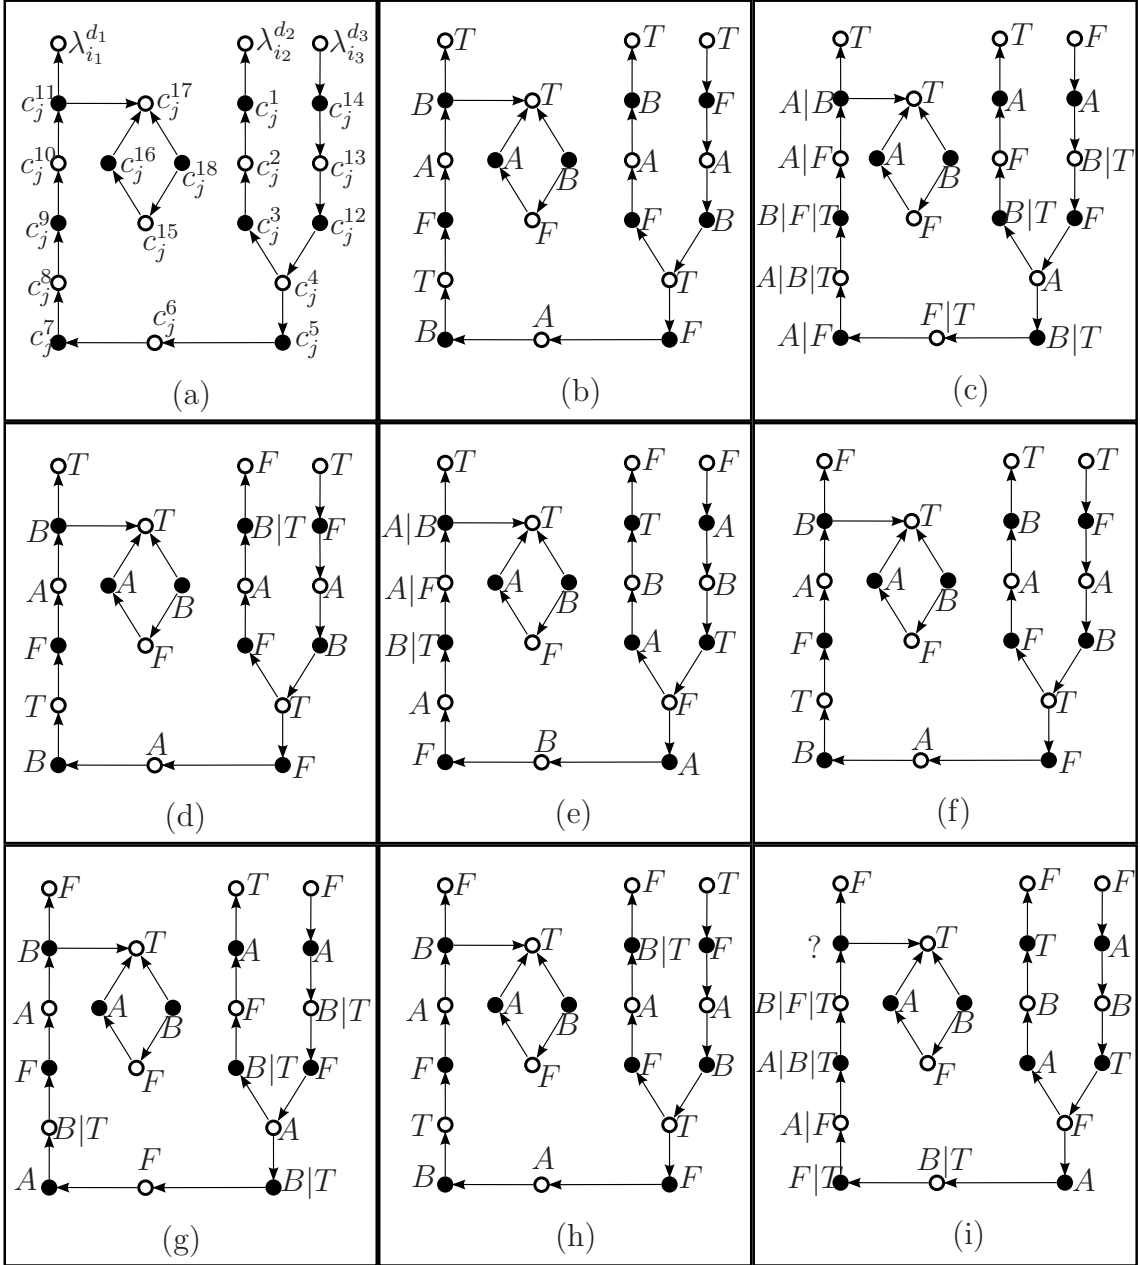 λ_{i_1}^{d_1} λ_{i_2}^{d_2} λ_{i_3}^{d_3}
c_j^{11} c_j^{17} c_j^1 c_j^{14}
c_j^{10} c_j^{16} c_j^{18} c_j^2 c_j^{13}
c_j^9 c_j^{15} c_j^3 c_j^{12}
c_j^8 c_j^4
c_j^7 c_j^6 c_j^5
(a)
T T T
B T B F
A A B A A
F F F B
T T
B A F
(b)
T T F
A|B T A A
A|F A B F B|T
B|F|T F B|T F
A|B|T A
A|F F|T B|T
(c)
T F T
B T B|T F
A A B A A
F F F B
T T
B A F
(d)
T F F
A|B T T A
A|F A B B B
B|T F A T
A F
F B A
(e)
F T T
B T B F
A A B A A
F F F B
T T
B A F
(f)
F T F
B T A A
A A B F B|T
F F B|T F
B|T A
A F B|T
(g)
F F T
B T B|T F
A A B A A
F F F B
T T
B A F
(h)
F F F
? T T A
B|F|T A B B B
A|B|T F A T
A|F F
F|T B|T A
(i)